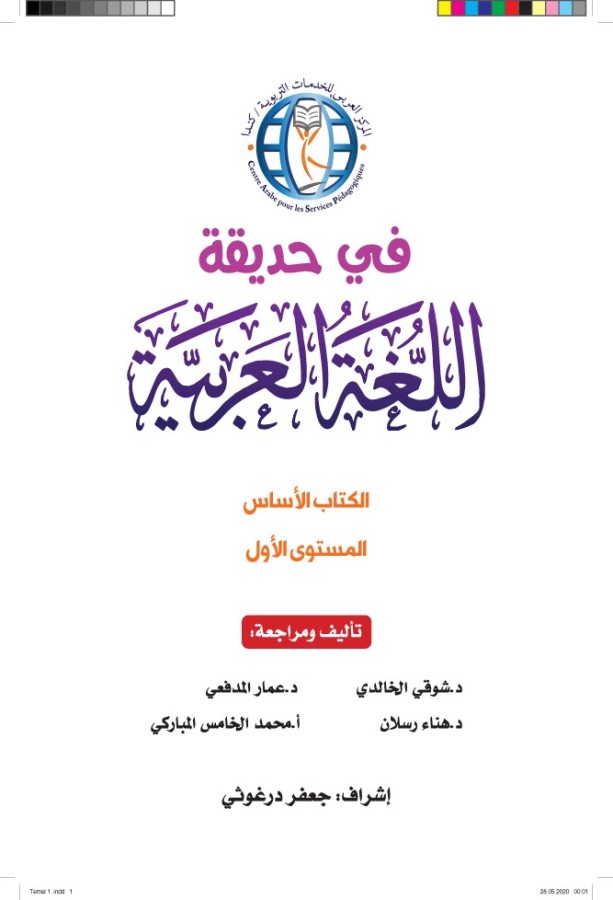 المركز العربي للخدمات التربوية / كندا
Centre Arabe pour les Services Pédagogiques
في حديقة
اللُّغَةُ العَرَبيَّة
الكتاب الأساس
المستوى الأول
تأليف ومراجعة:
د.شوقي الخالدي د.عمار المدفعي
د.هناء رسلان أ.محمد الخامس المباركي
إشراف: جعفر درغوثي
Temel 1.indd 1 28.05.2020 00:01